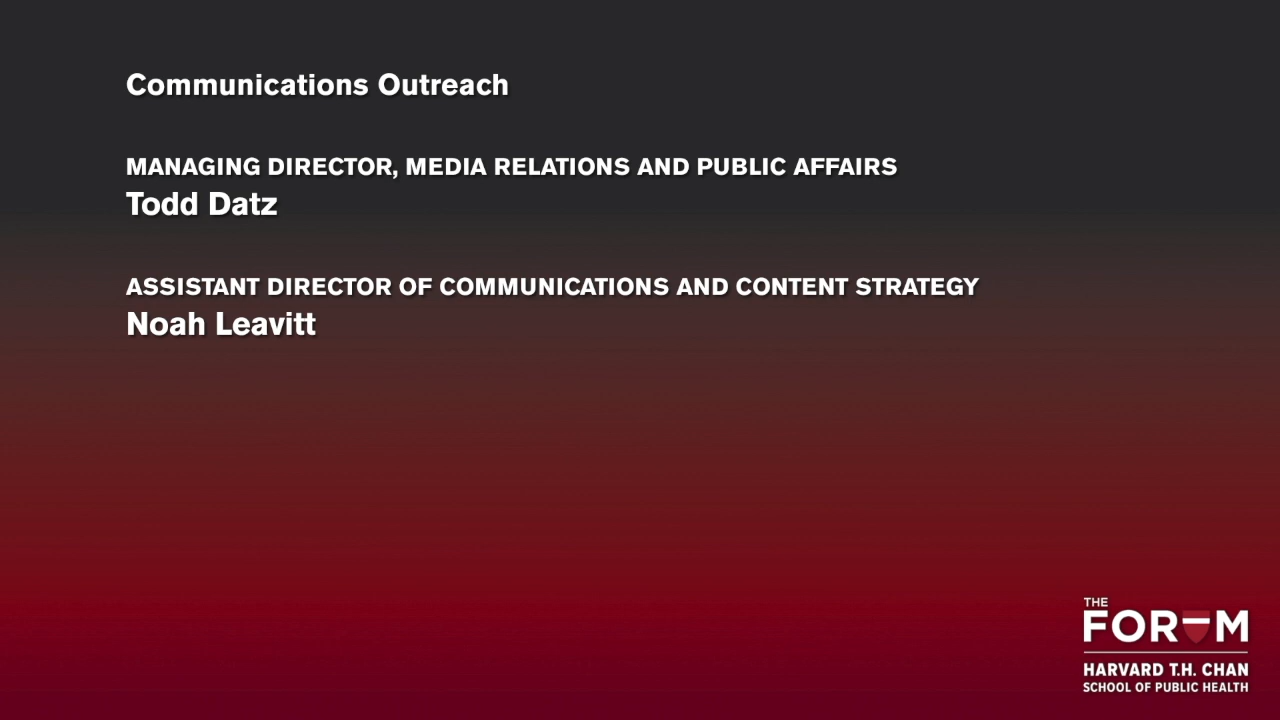 Communications Outreach
MANAGING DIRECTOR, MEDIA RELATIONS AND PUBLIC AFFAIRS
Todd Datz
ASSISTANT DIRECTOR OF COMMUNICATIONS AND CONTENT STRATEGY
Noah Leavitt
THE
FORUM
HARVARD T.H. CHAN
SCHOOL OF PUBLIC HEALTH